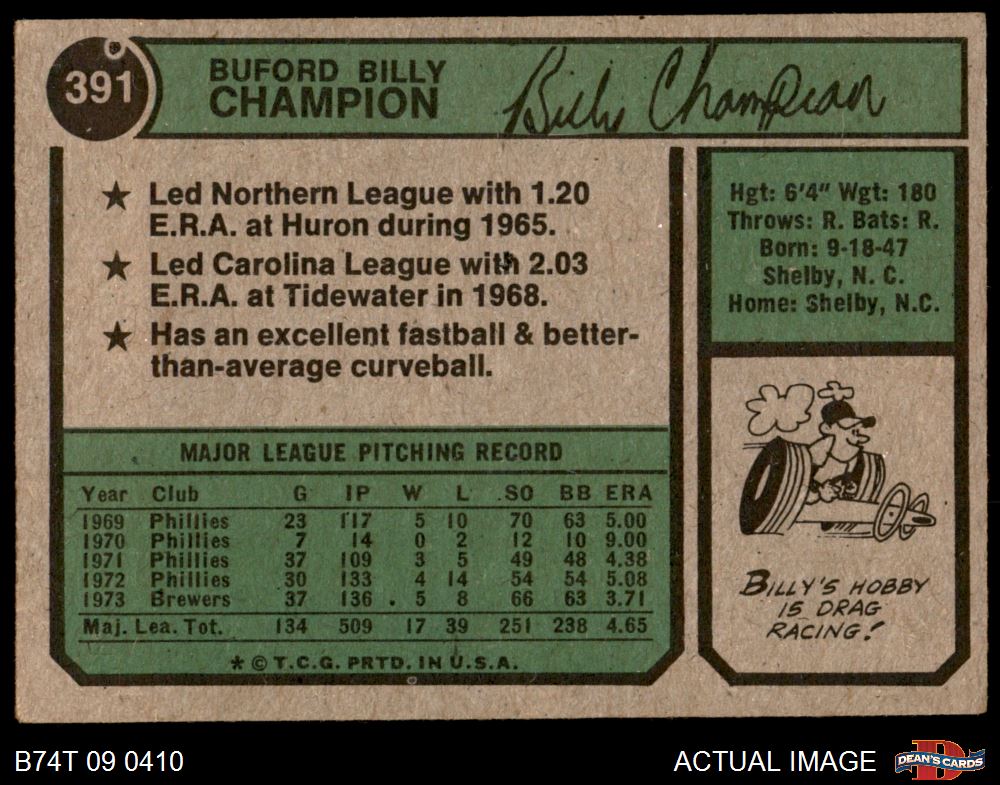 391
BUFORD BILLY
CHAMPION
Billy Champion
★ Led Northern League with 1.20
E.R.A. at Huron during 1965.
★ Led Carolina League with 2.03
E.R.A. at Tidewater in 1968.
★ Has an excellent fastball & better-
than-average curveball.
Hgt: 6'4" Wgt: 180
Throws: R. Bats: R.
Born: 9-18-47
Shelby, N. C.
Home: Shelby, N.C.
MAJOR LEAGUE PITCHING RECORD
Year Club G IP W L SO BB ERA
1969 Phillies 23 117 5 10 70 63 5.00
1970 Phillies 7 14 0 2 12 10 9.00
1971 Phillies 37 109 3 5 49 48 4.38
1972 Phillies 30 133 4 14 54 54 5.08
1973 Brewers 37 136 5 8 66 63 3.71
Maj. Lea. Tot. 134 509 17 39 251 238 4.65
* © T.C.G. PRTD. IN U.S.A.
BILLY'S HOBBY
IS DRAG
RACING!
B74T 09 0410
ACTUAL IMAGE
D
DEAN'S CARDS